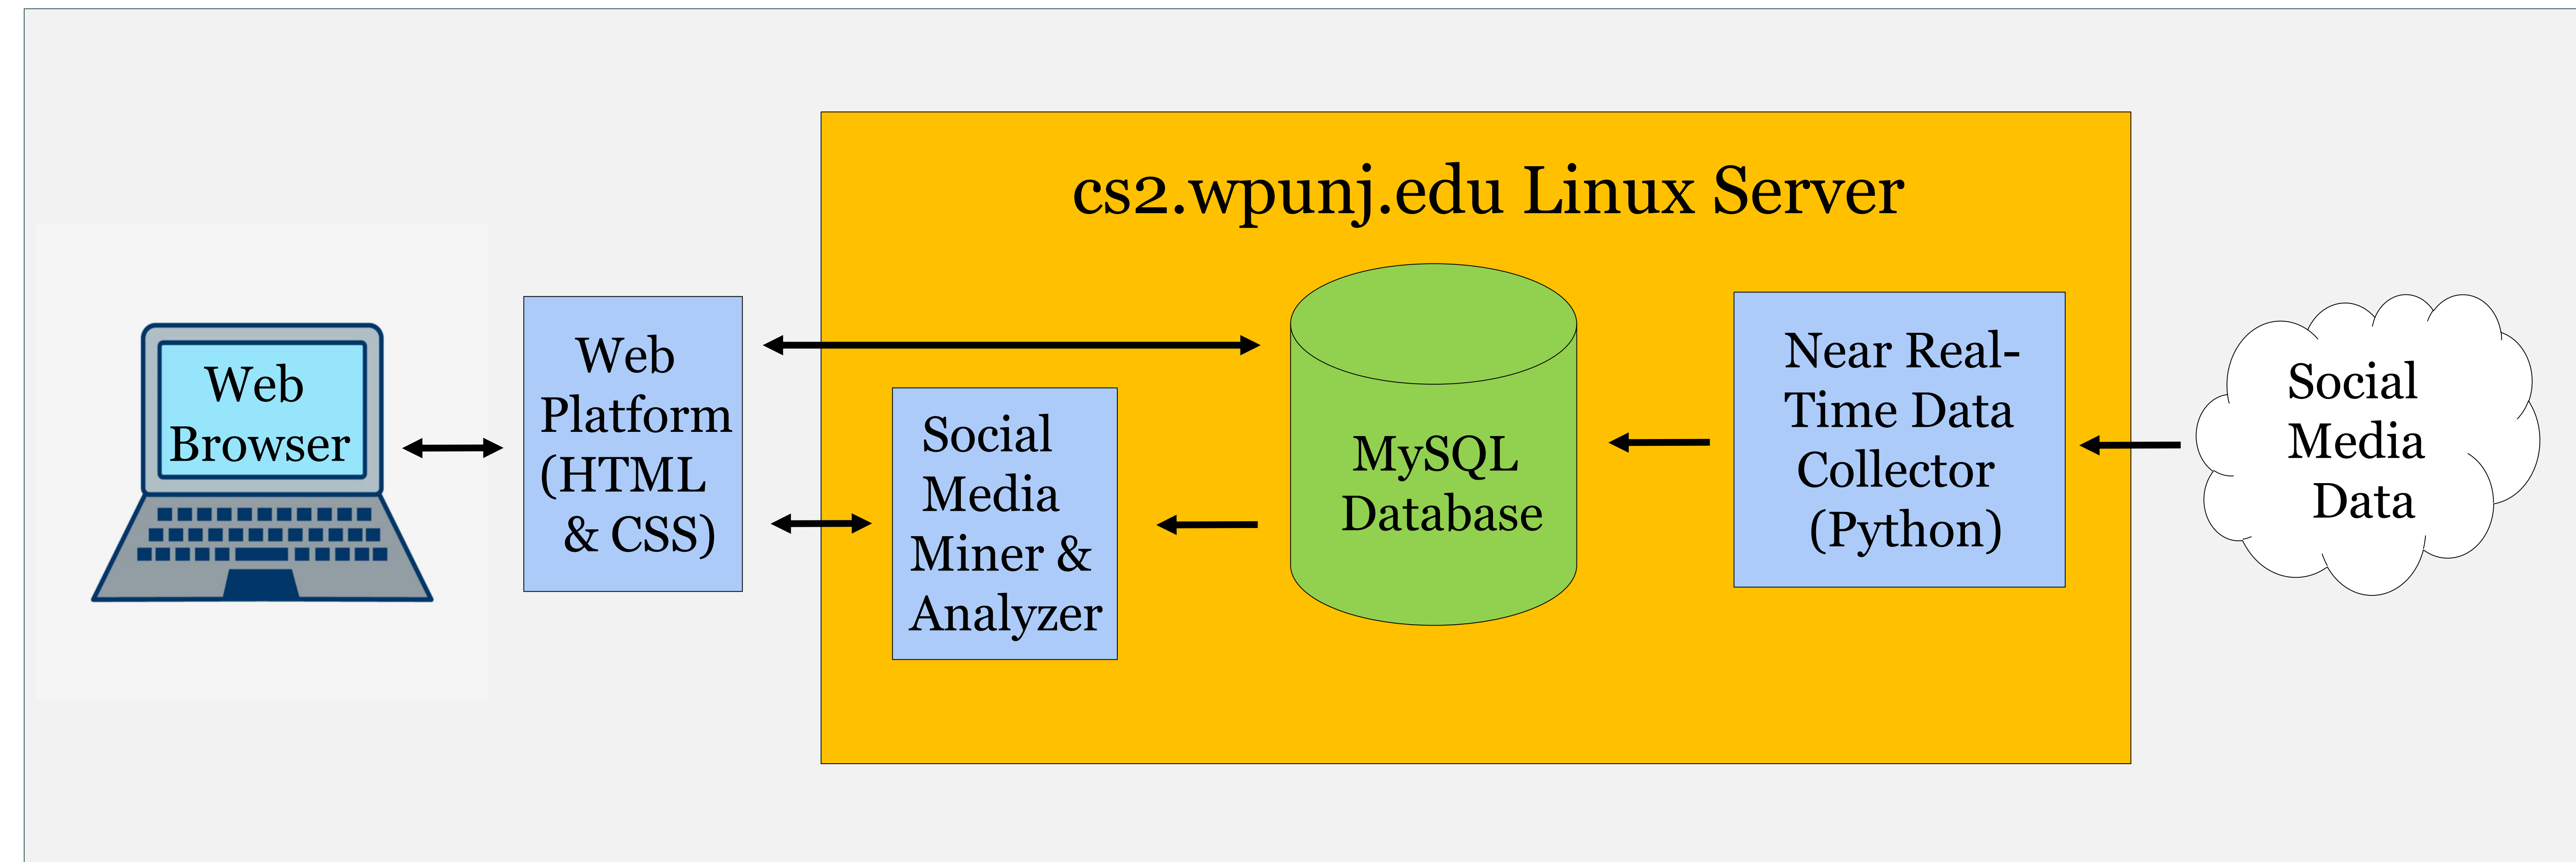 cs2.wpunj.edu Linux Server
Web
Browser
Web
Platform
(HTML
& CSS)
Social
Media
Miner &
Analyzer
MySQL
Database
Near Real-
Time Data
Collector
(Python)
Social
Media
Data